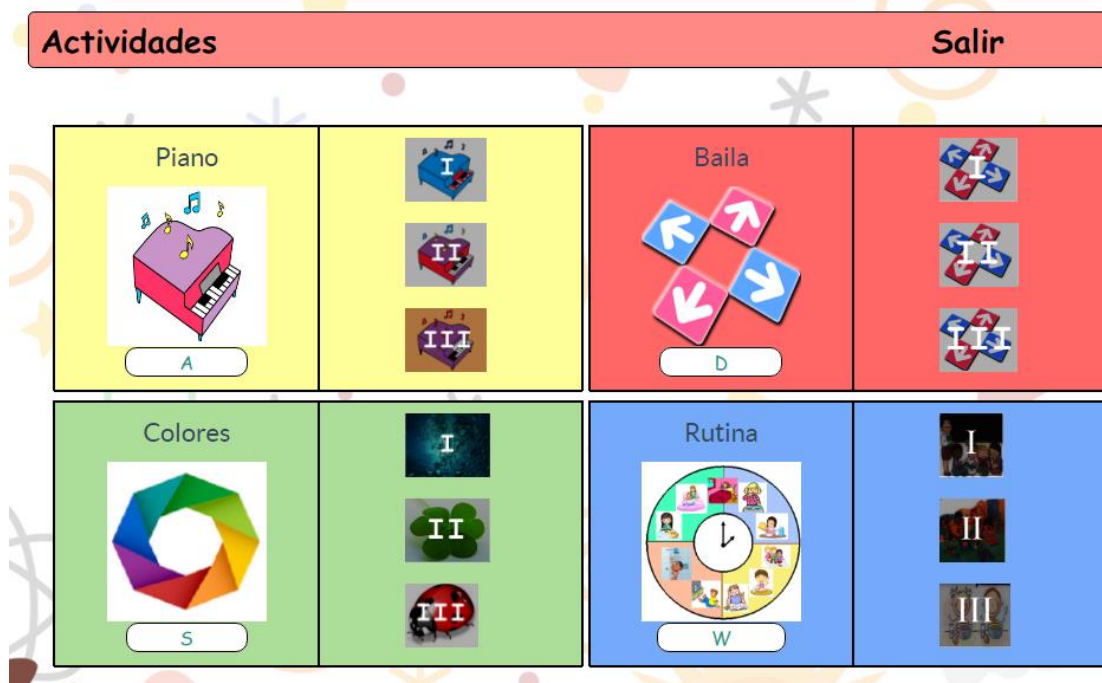 Actividades Salir
Piano
I
II
III
A
Baila
I
II
III
D
Colores
I
II
III
S
Rutina
I
II
III
W